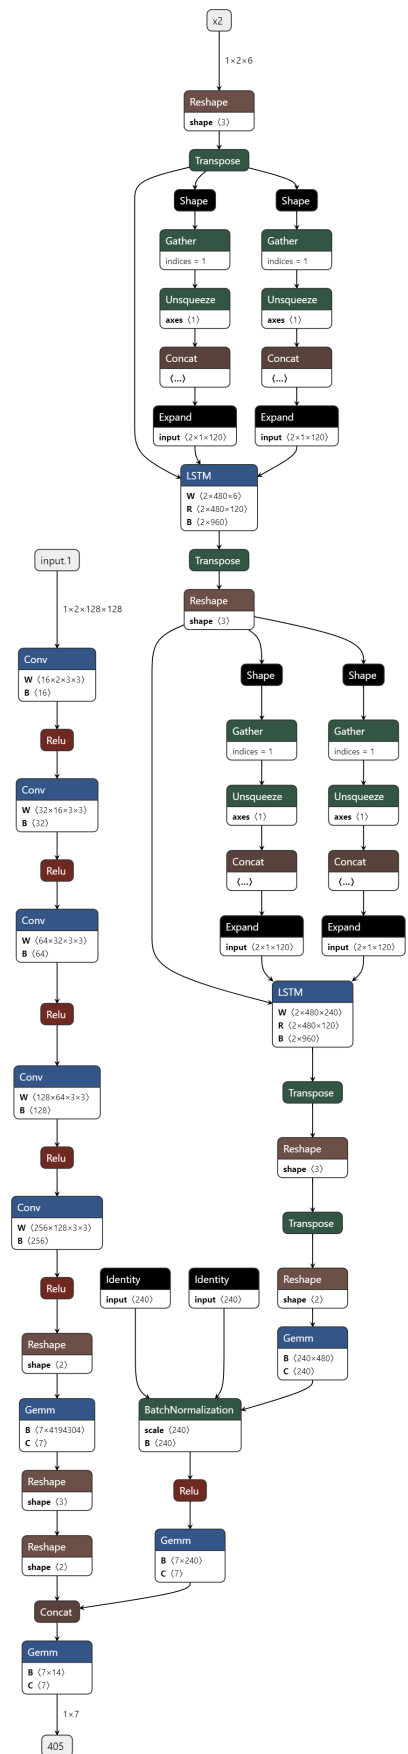 x2
1×2×6
Reshape
shape ⟨3⟩
Transpose
Shape
Shape
Gather
indices = 1
Gather
indices = 1
Unsqueeze
axes ⟨1⟩
Unsqueeze
axes ⟨1⟩
Concat
⟨...⟩
Concat
⟨...⟩
Expand
input ⟨2×1×120⟩
Expand
input ⟨2×1×120⟩
LSTM
W ⟨2×480×6⟩
R ⟨2×480×120⟩
B ⟨2×960⟩
Transpose
Reshape
shape ⟨3⟩
Shape
Shape
Gather
indices = 1
Gather
indices = 1
Unsqueeze
axes ⟨1⟩
Unsqueeze
axes ⟨1⟩
Concat
⟨...⟩
Concat
⟨...⟩
Expand
input ⟨2×1×120⟩
Expand
input ⟨2×1×120⟩
LSTM
W ⟨2×480×240⟩
R ⟨2×480×120⟩
B ⟨2×960⟩
Transpose
Reshape
shape ⟨3⟩
Transpose
Reshape
shape ⟨2⟩
Gemm
B ⟨240×480⟩
C ⟨240⟩
Identity
input ⟨240⟩
Identity
input ⟨240⟩
BatchNormalization
scale ⟨240⟩
B ⟨240⟩
Relu
Gemm
B ⟨7×240⟩
C ⟨7⟩
input.1
1×2×128×128
Conv
W ⟨16×2×3×3⟩
B ⟨16⟩
Relu
Conv
W ⟨32×16×3×3⟩
B ⟨32⟩
Relu
Conv
W ⟨64×32×3×3⟩
B ⟨64⟩
Relu
Conv
W ⟨128×64×3×3⟩
B ⟨128⟩
Relu
Conv
W ⟨256×128×3×3⟩
B ⟨256⟩
Relu
Reshape
shape ⟨2⟩
Gemm
B ⟨7×4194304⟩
C ⟨7⟩
Reshape
shape ⟨3⟩
Reshape
shape ⟨2⟩
Concat
Gemm
B ⟨7×14⟩
C ⟨7⟩
1×7
405